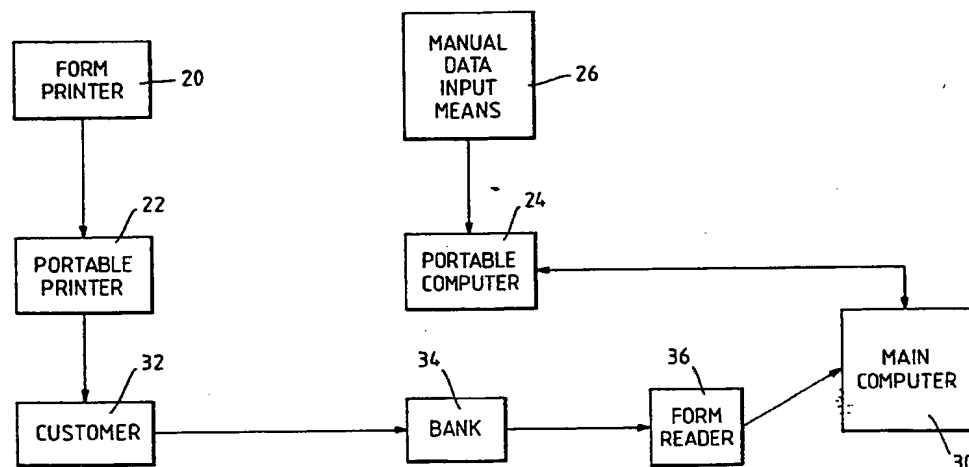 FORM
PRINTER
20
MANUAL
DATA
INPUT
MEANS
26
22
PORTABLE
PRINTER
24
PORTABLE
COMPUTER
32
CUSTOMER
34
BANK
36
FORM
READER
MAIN
COMPUTER
30